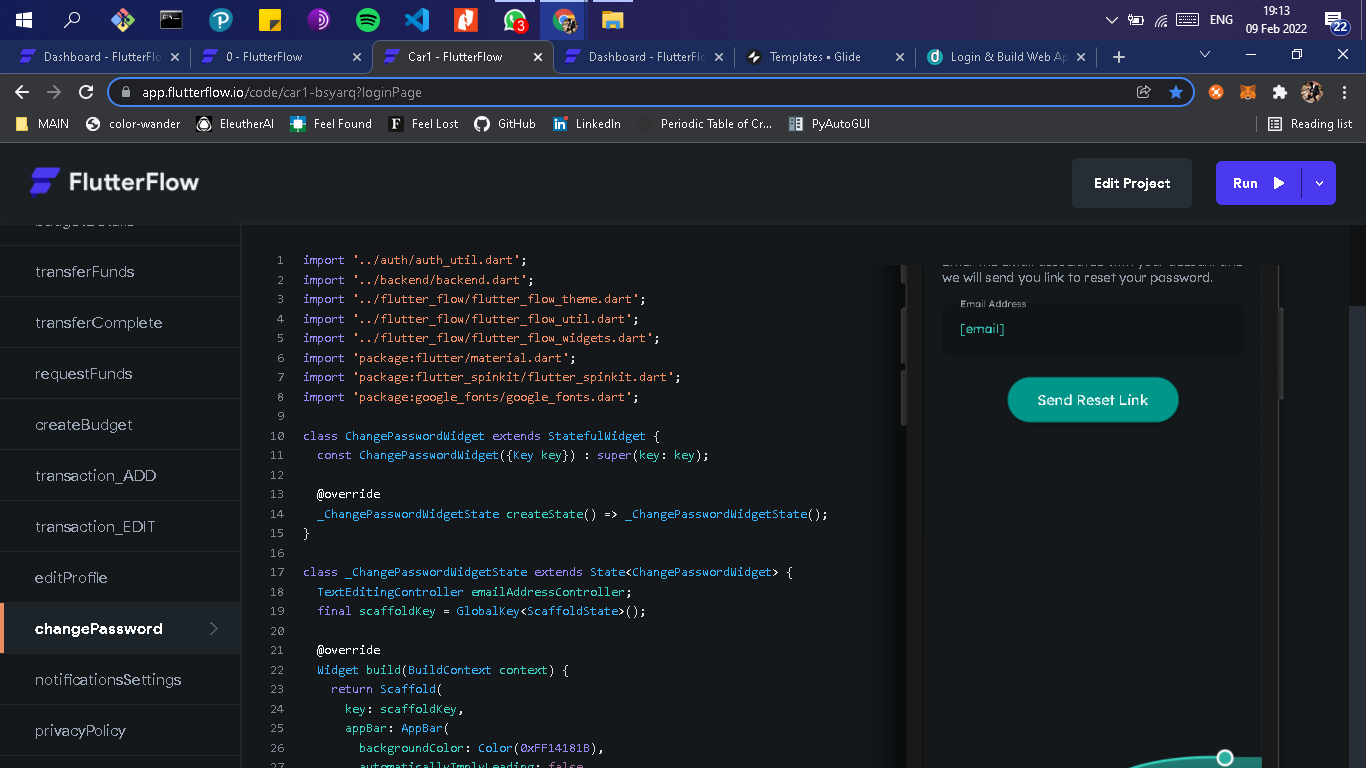 3
ENG
19:13
09 Feb 2022
22
Dashboard - FlutterFlo
0 - FlutterFlow
Car1 - FlutterFlow
Dashboard - FlutterFlo
Templates • Glide
Login & Build Web Ap
app.flutterflow.io/code/car1-bsyarq?loginPage
MAIN
color-wander
EleutherAI
Feel Found
Feel Lost
GitHub
LinkedIn
Periodic Table of Cr...
PyAutoGUI
Reading list
FlutterFlow
Edit Project
Run
transferFunds
transferComplete
requestFunds
createBudget
transaction_ADD
transaction_EDIT
editProfile
changePassword
notificationsSettings
privacyPolicy
1 import '../auth/auth_util.dart';
2 import '../backend/backend.dart';
3 import '../flutter_flow/flutter_flow_theme.dart';
4 import '../flutter_flow/flutter_flow_util.dart';
5 import '../flutter_flow/flutter_flow_widgets.dart';
6 import 'package:flutter/material.dart';
7 import 'package:flutter_spinkit/flutter_spinkit.dart';
8 import 'package:google_fonts/google_fonts.dart';
9
10 class ChangePasswordWidget extends StatefulWidget {
11 const ChangePasswordWidget({Key key}) : super(key: key);
12
13 @override
14 _ChangePasswordWidgetState createState() => _ChangePasswordWidgetState();
15 }
16
17 class _ChangePasswordWidgetState extends State<ChangePasswordWidget> {
18 TextEditingController emailAddressController;
19 final scaffoldKey = GlobalKey<ScaffoldState>();
20
21 @override
22 Widget build(BuildContext context) {
23 return Scaffold(
24 key: scaffoldKey,
25 appBar: AppBar(
26 backgroundColor: Color(0xFF14181B),
27 automaticallyImplyLeading: false,
we will send you link to reset your password.
Email Address
[email]
Send Reset Link